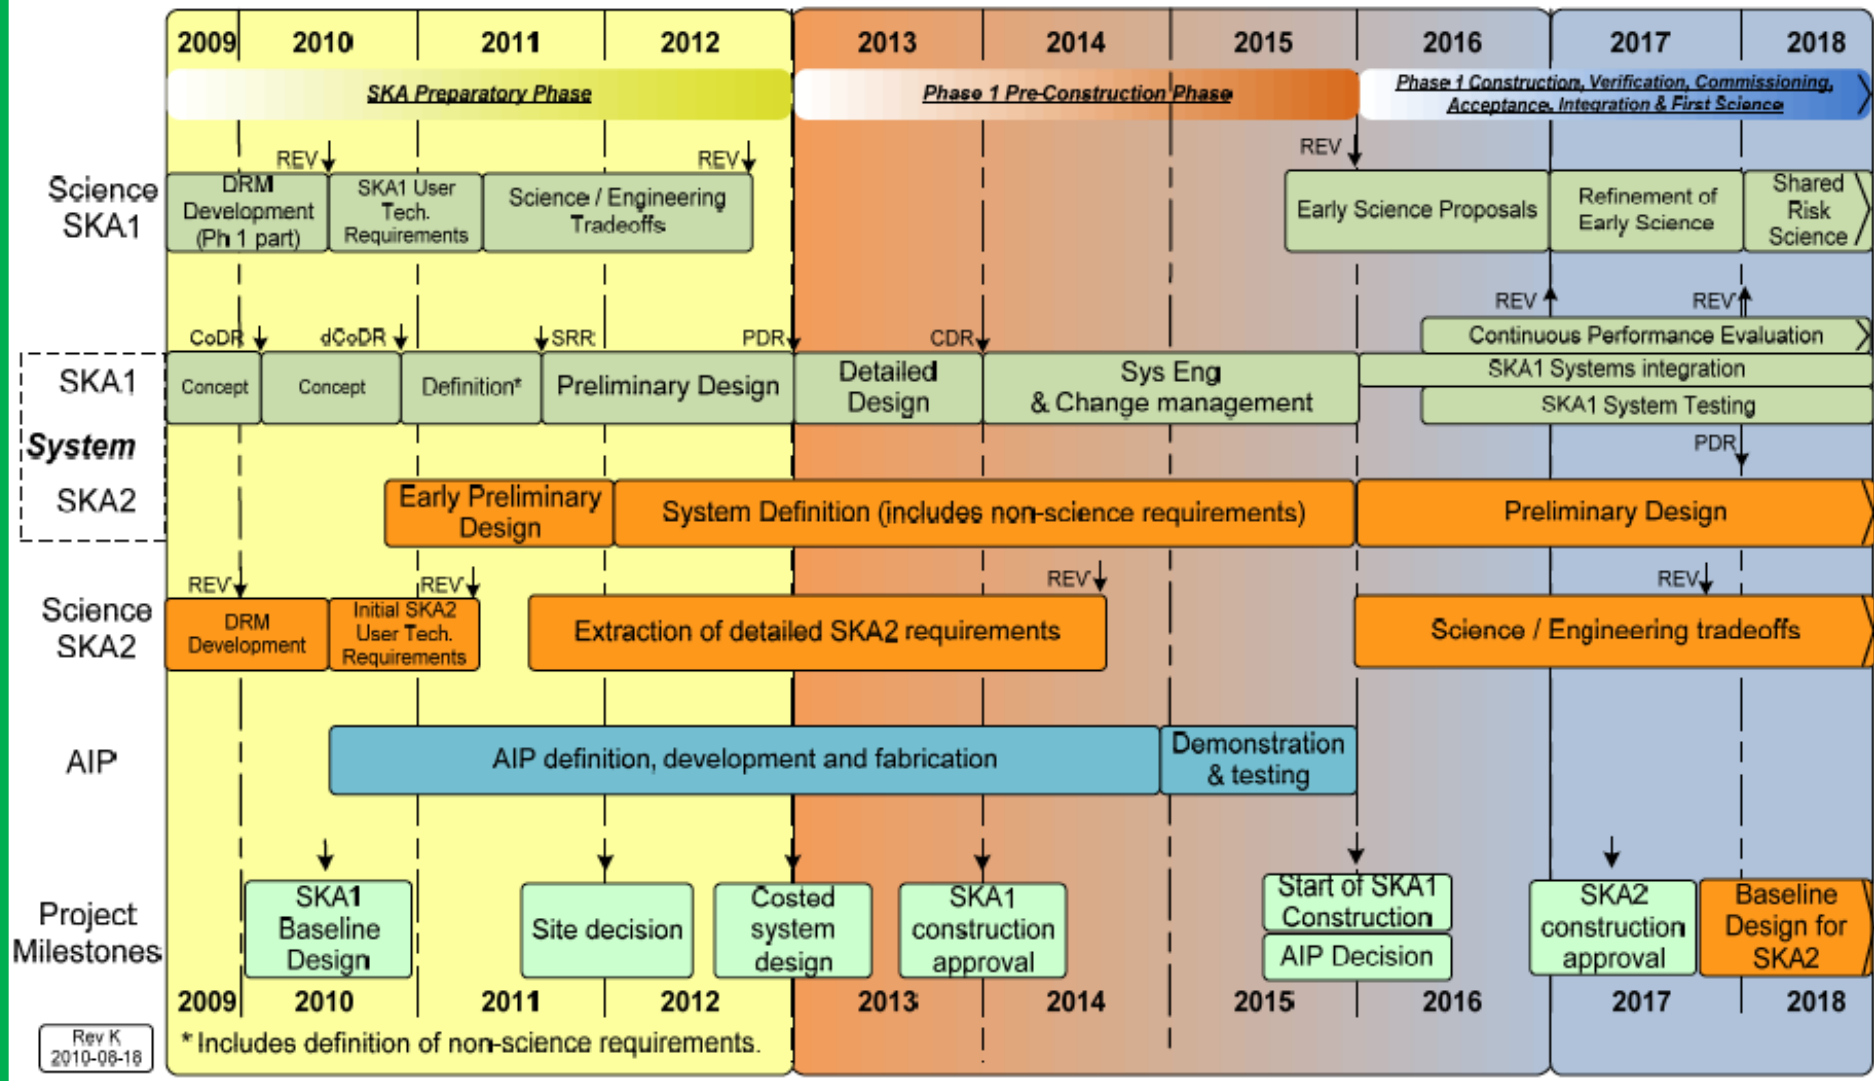 2009 2010 2011 2012 2013 2014 2015 2016 2017 2018
SKA Preparatory Phase
Phase 1 Pre-Construction Phase
Phase 1 Construction, Verification, Commissioning,
Acceptance, Integration & First Science
Science
SKA1
REV
REV
REV
DRM
Development
(Ph 1 part)
SKA1 User
Tech.
Requirements
Science / Engineering
Tradeoffs
Early Science Proposals
Refinement of
Early Science
Shared
Risk
Science
REV
REV
CoDR
dCoDR
SRR
PDR
CDR
Continuous Performance Evaluation
SKA1
Concept
Concept
Definition*
Preliminary Design
Detailed
Design
Sys Eng
& Change management
SKA1 Systems integration
SKA1 System Testing
System
PDR
SKA2
Early Preliminary
Design
System Definition (includes non-science requirements)
Preliminary Design
REV
REV
REV
REV
Science
SKA2
DRM
Development
Initial SKA2
User Tech.
Requirements
Extraction of detailed SKA2 requirements
Science / Engineering tradeoffs
AIP
AIP definition, development and fabrication
Demonstration
& testing
Project
Milestones
SKA1
Baseline
Design
Site decision
Costed
system
design
SKA1
construction
approval
Start of SKA1
Construction
AIP Decision
SKA2
construction
approval
Baseline
Design for
SKA2
2009 2010 2011 2012 2013 2014 2015 2016 2017 2018
Rev K
2010-08-18
* Includes definition of non-science requirements.